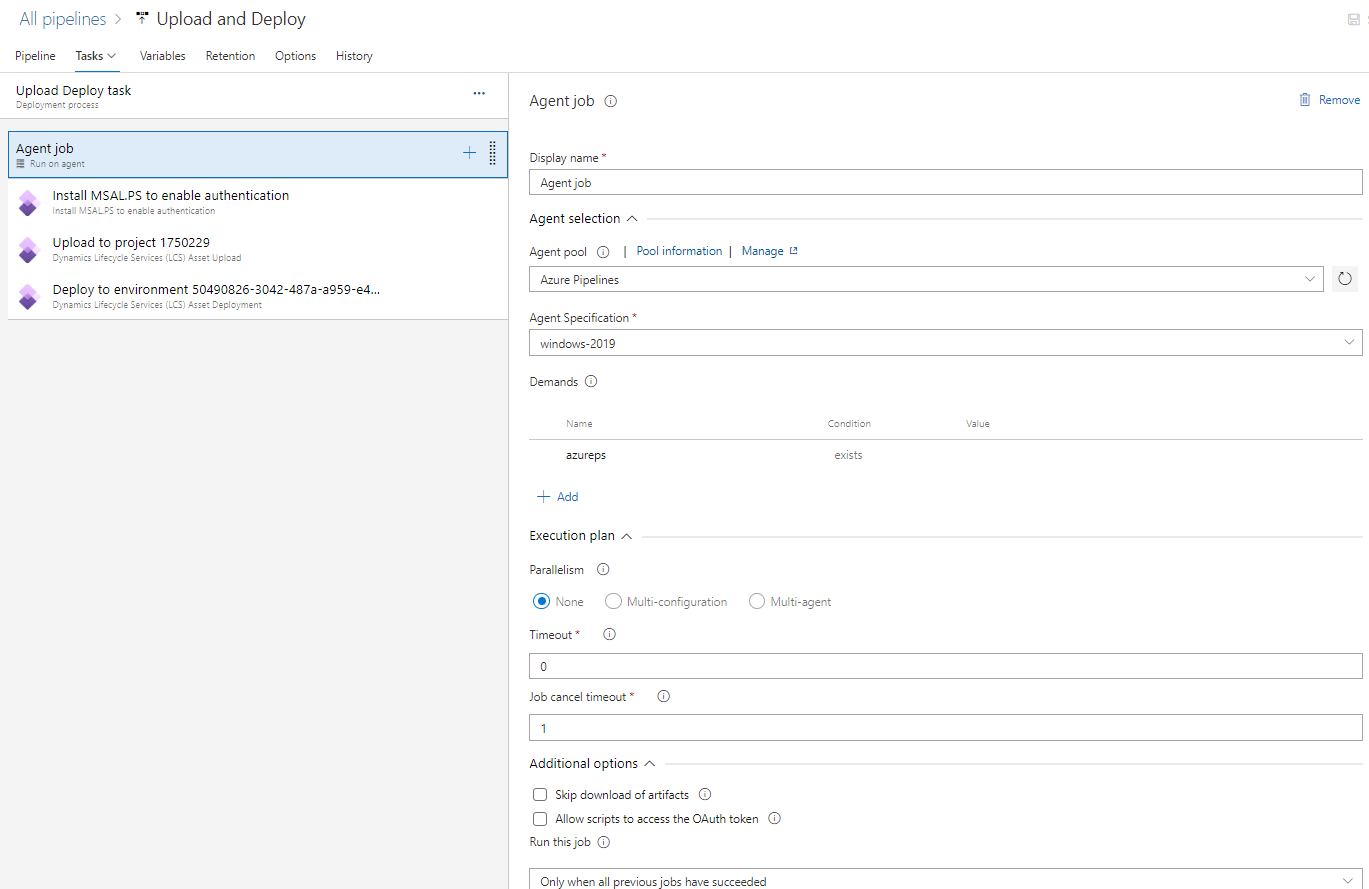 All pipelines > Upload and Deploy
Pipeline Tasks Variables Retention Options History
Upload Deploy task
Deployment process
...
Agent job
Run on agent
Install MSAL.PS to enable authentication
Install MSAL.PS to enable authentication
Upload to project 1750229
Dynamics Lifecycle Services (LCS) Asset Upload
Deploy to environment 50490826-3042-487a-a959-e4...
Dynamics Lifecycle Services (LCS) Asset Deployment
Agent job
Remove
Display name *
Agent job
Agent selection
Agent pool | Pool information | Manage
Azure Pipelines
Agent Specification *
windows-2019
Demands
Name Condition Value
azureps exists
+ Add
Execution plan
Parallelism
None Multi-configuration Multi-agent
Timeout *
0
Job cancel timeout *
1
Additional options
Skip download of artifacts
Allow scripts to access the OAuth token
Run this job
Only when all previous jobs have succeeded